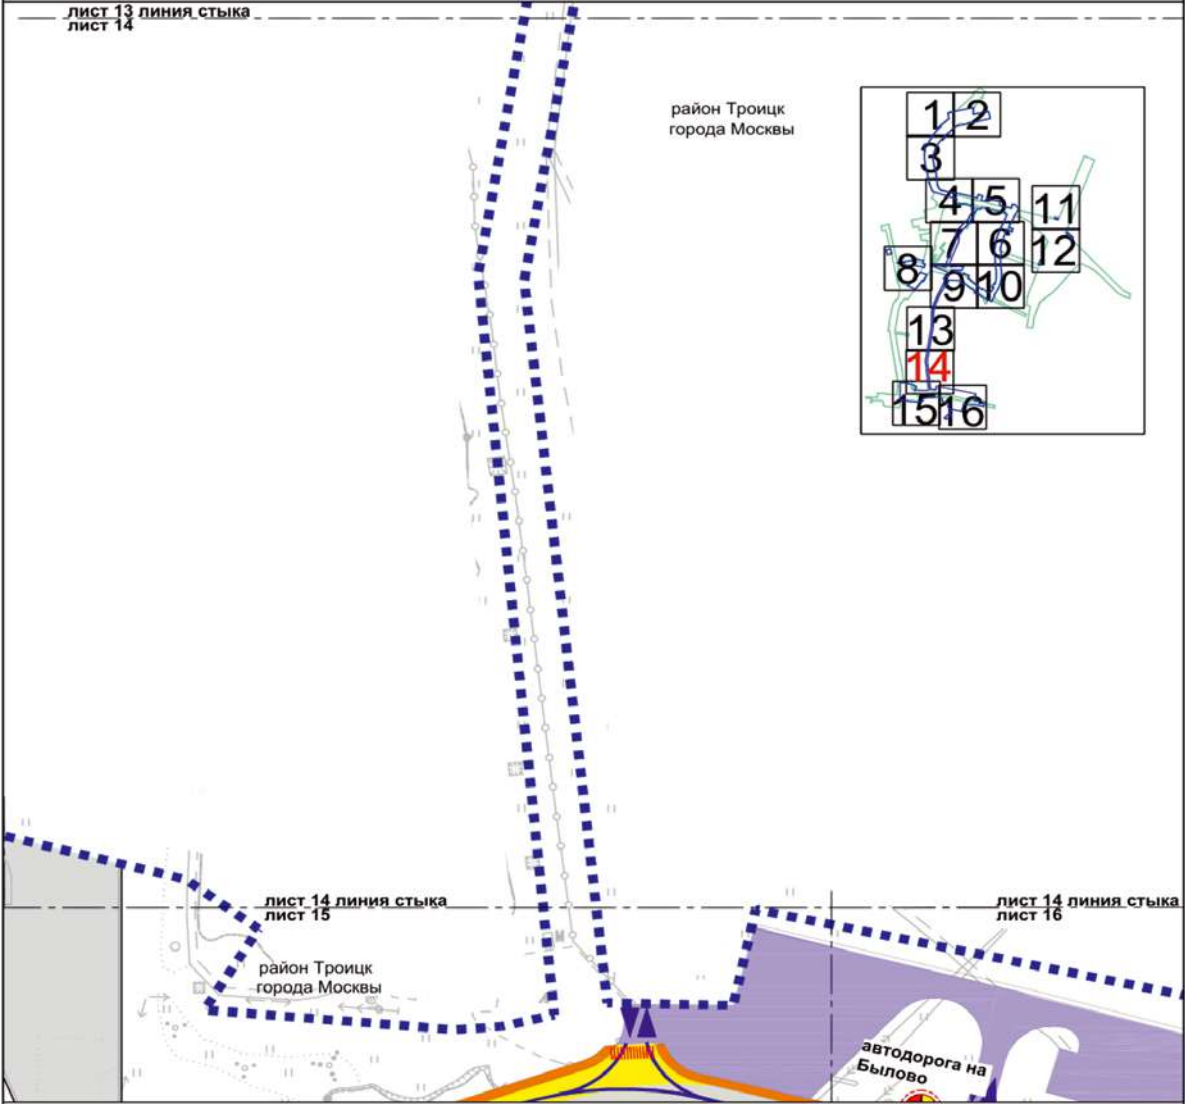 лист 13 линия стыка
лист 14
район Троицк
города Москвы
1 2
3
4 5 11
7 6 12
8
9 10
13
14
15 16
лист 14 линия стыка
лист 15
лист 14 линия стыка
лист 16
район Троицк
города Москвы
автодорога на
Былово